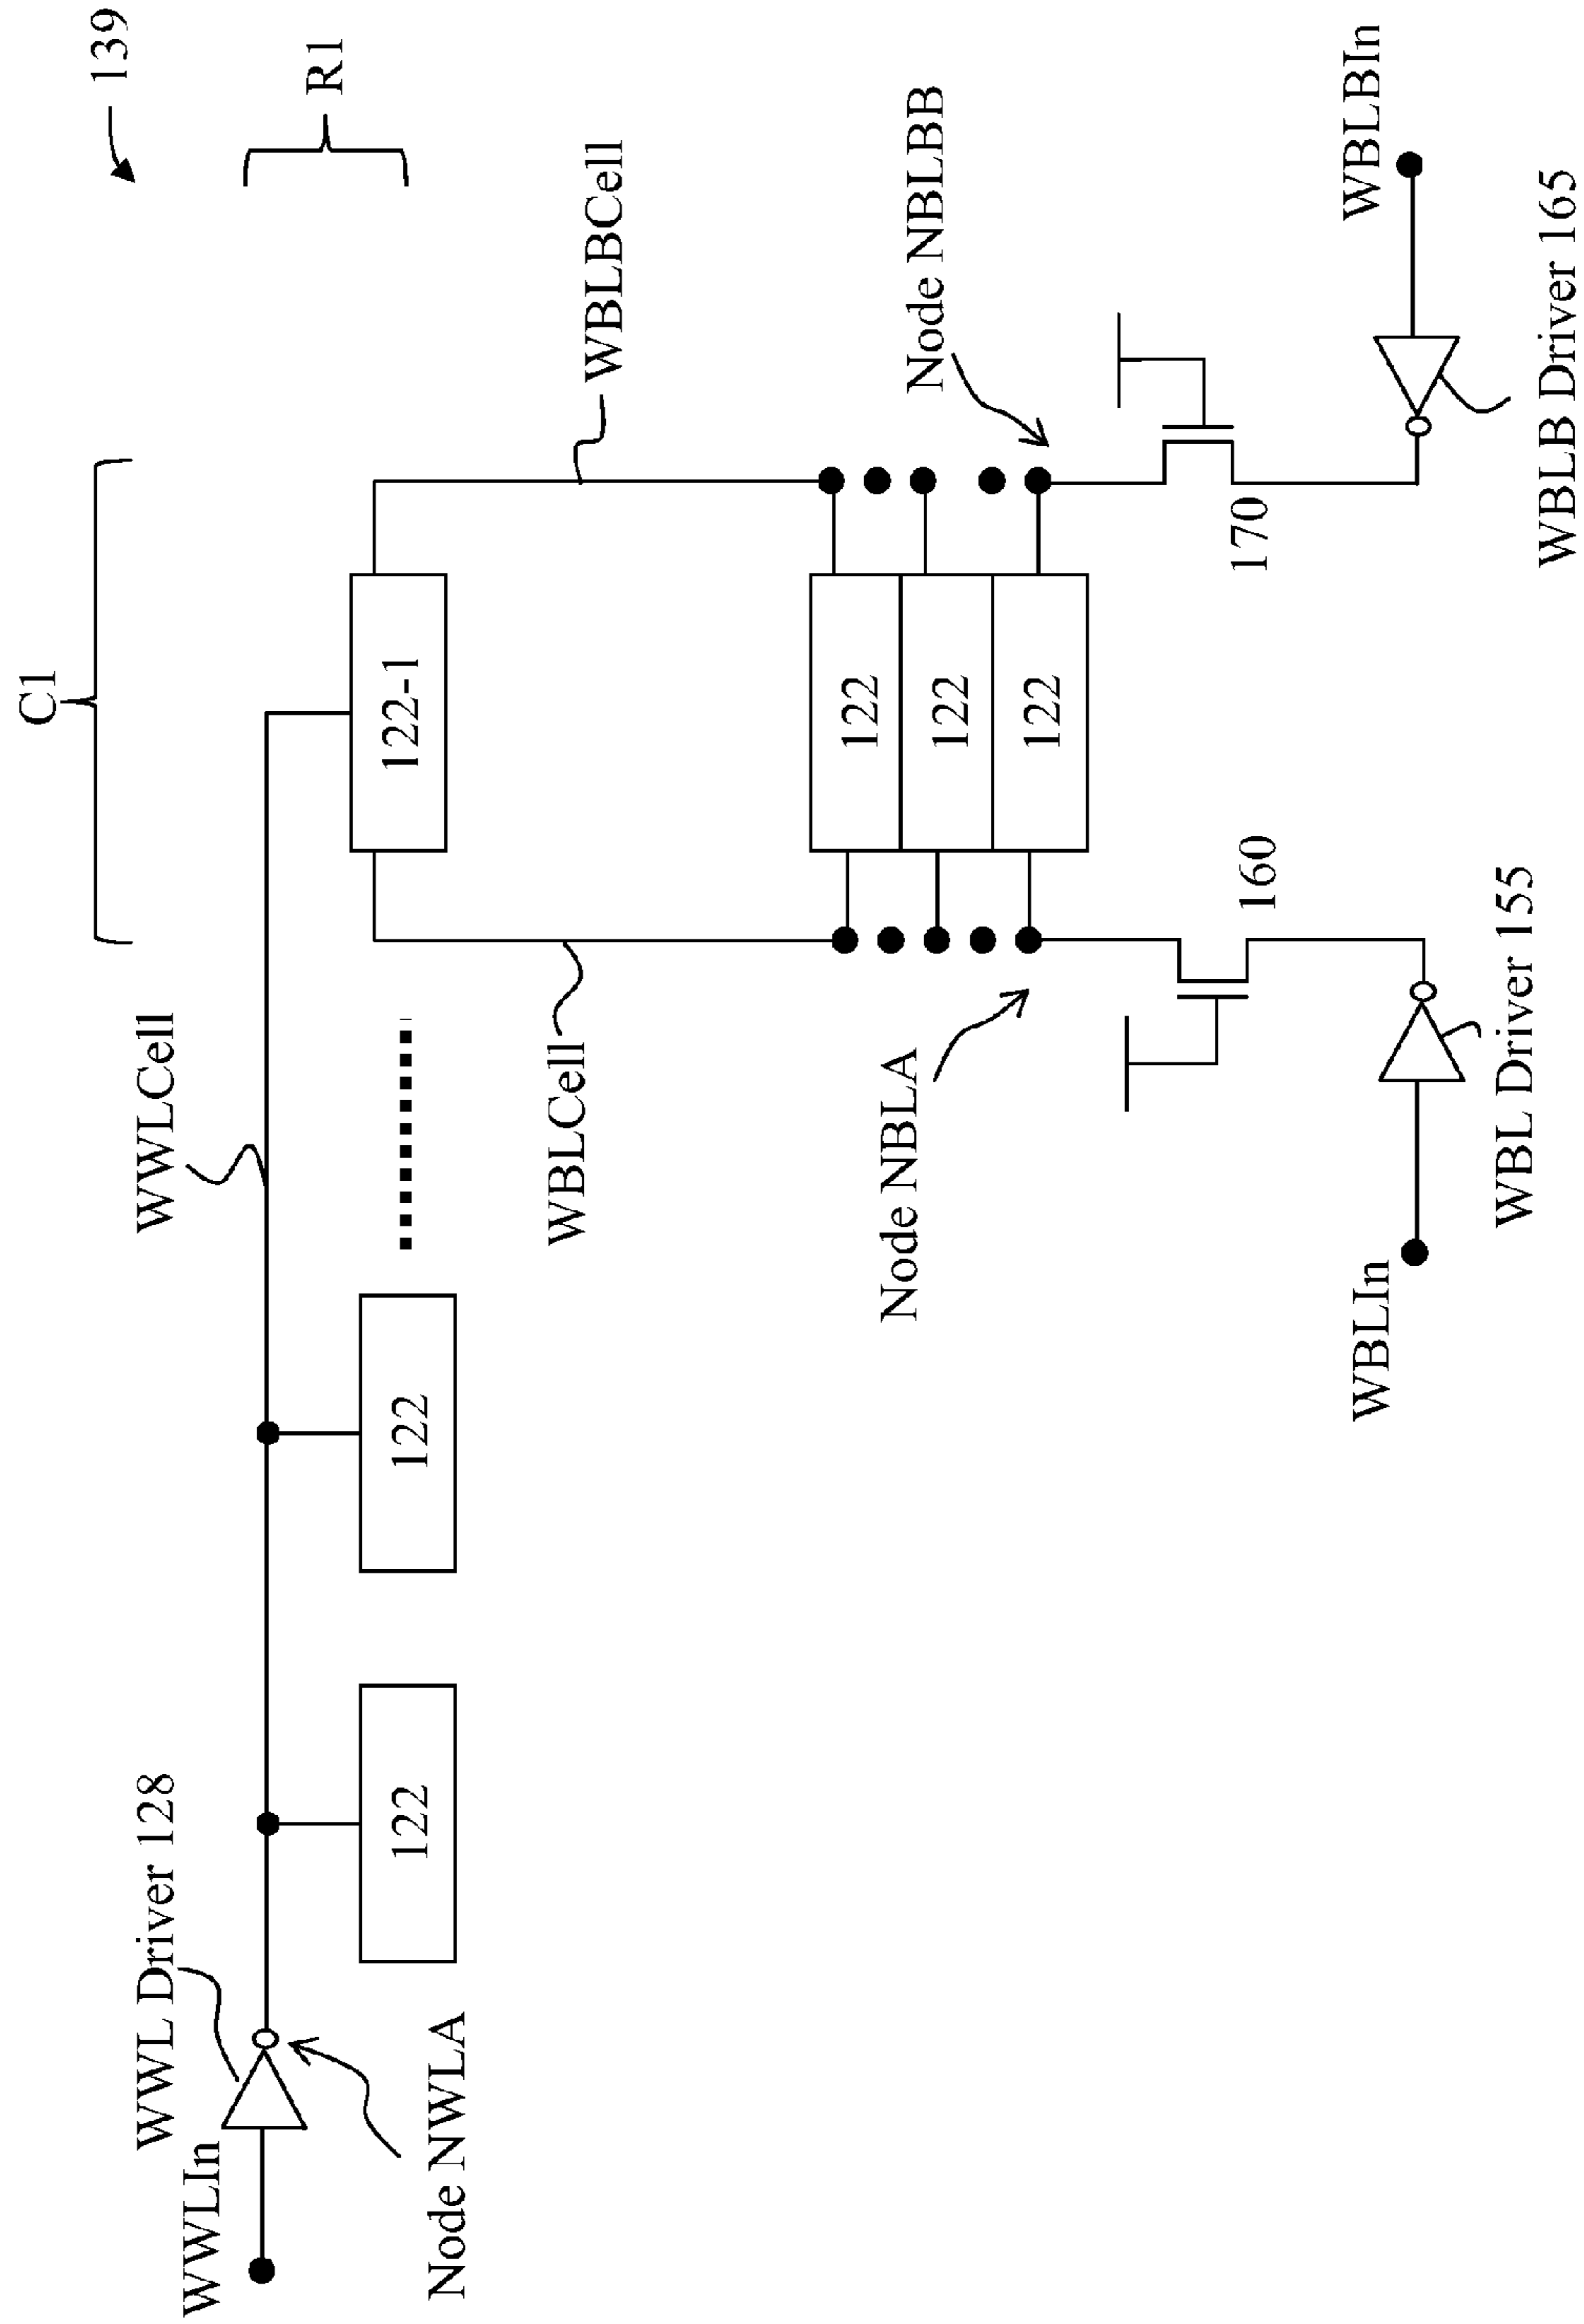 139
R1
C1
WWLCell
WWL Driver 128
WWLIn
Node NWLA
122
122
122-1
WBLCell
WBLBCell
122
122
122
Node NBLA
Node NBLBB
160
170
WBLIn
WBL Driver 155
WBLBIn
WBLB Driver 165